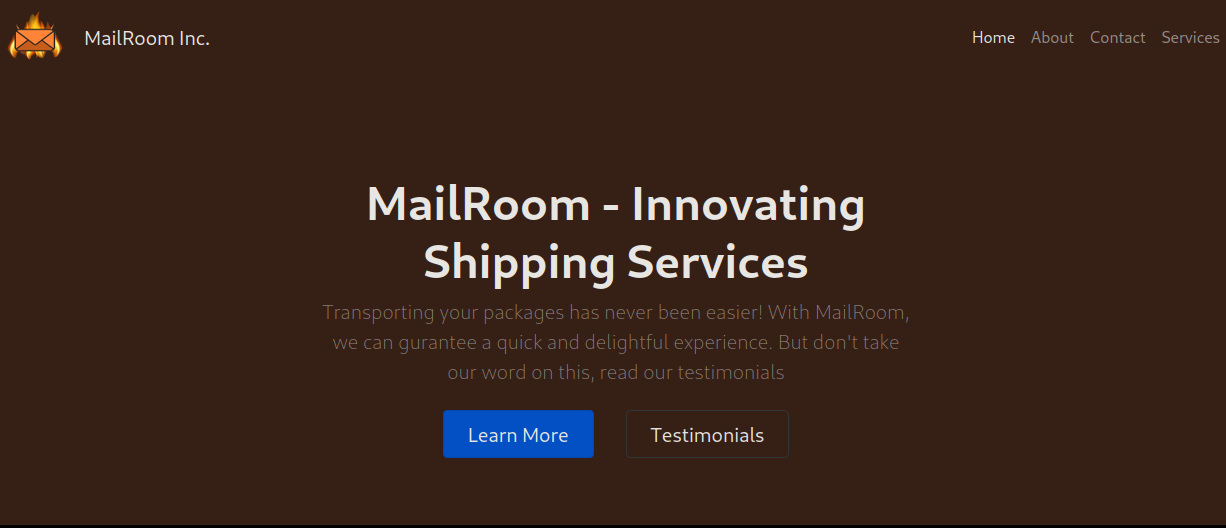 MailRoom Inc.
Home About Contact Services
MailRoom - Innovating
Shipping Services
Transporting your packages has never been easier! With MailRoom,
we can gurantee a quick and delightful experience. But don't take
our word on this, read our testimonials
Learn More
Testimonials